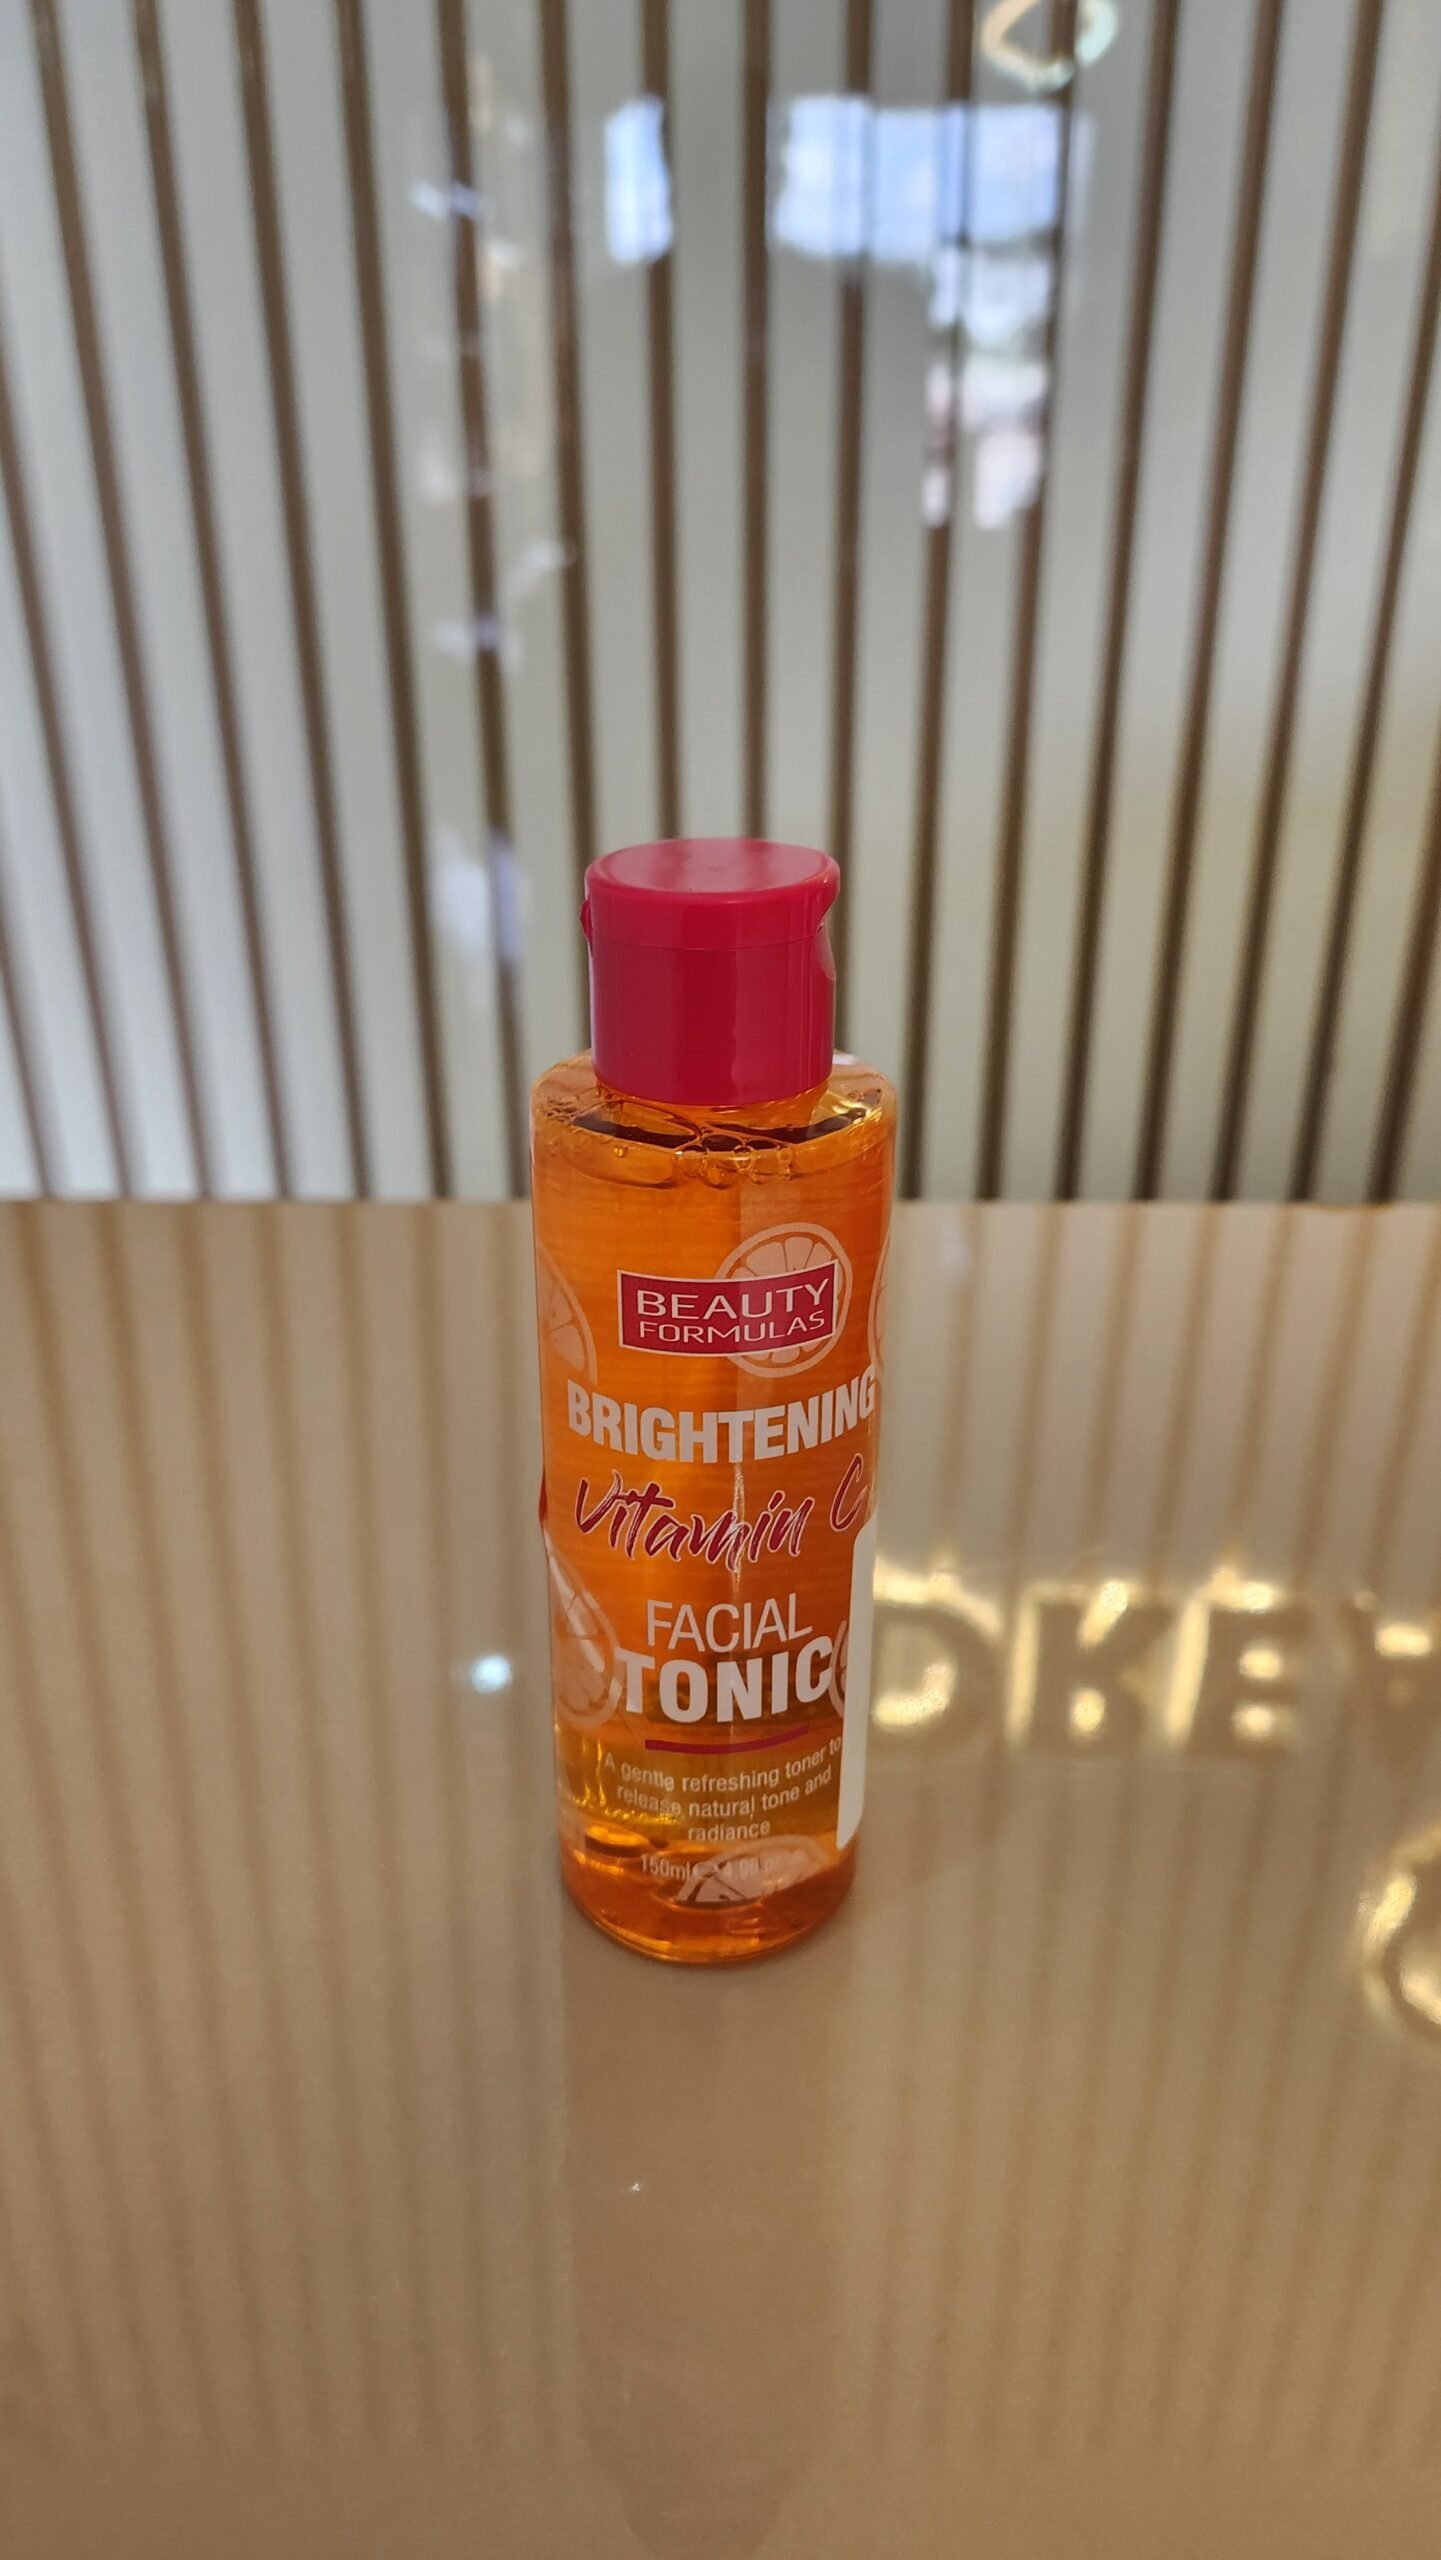 BEAUTY
FORMULAS
BRIGHTENING
Vitamin C
FACIAL
TONIC
A gentle refreshing toner to
release natural tone and
radiance
150ml